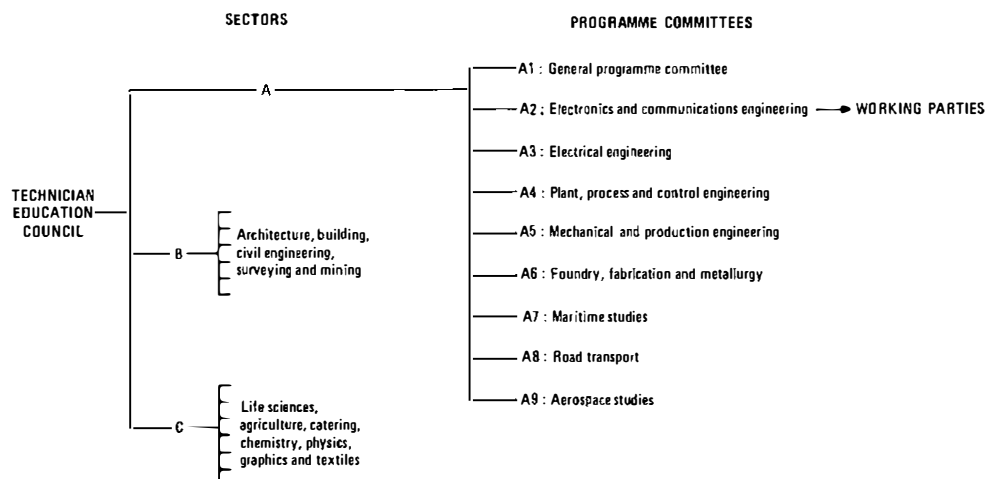 SECTORS
PROGRAMME COMMITTEES
TECHNICIAN
EDUCATION
COUNCIL
A
B
Architecture, building,
civil engineering,
surveying and mining
C
Life sciences,
agriculture, catering,
chemistry, physics,
graphics and textiles
A1 : General programme committee
A2 : Electronics and communications engineering
WORKING PARTIES
A3 : Electrical engineering
A4 : Plant, process and control engineering
A5 : Mechanical and production engineering
A6 : Foundry, fabrication and metallurgy
A7 : Maritime studies
A8 : Road transport
A9 : Aerospace studies